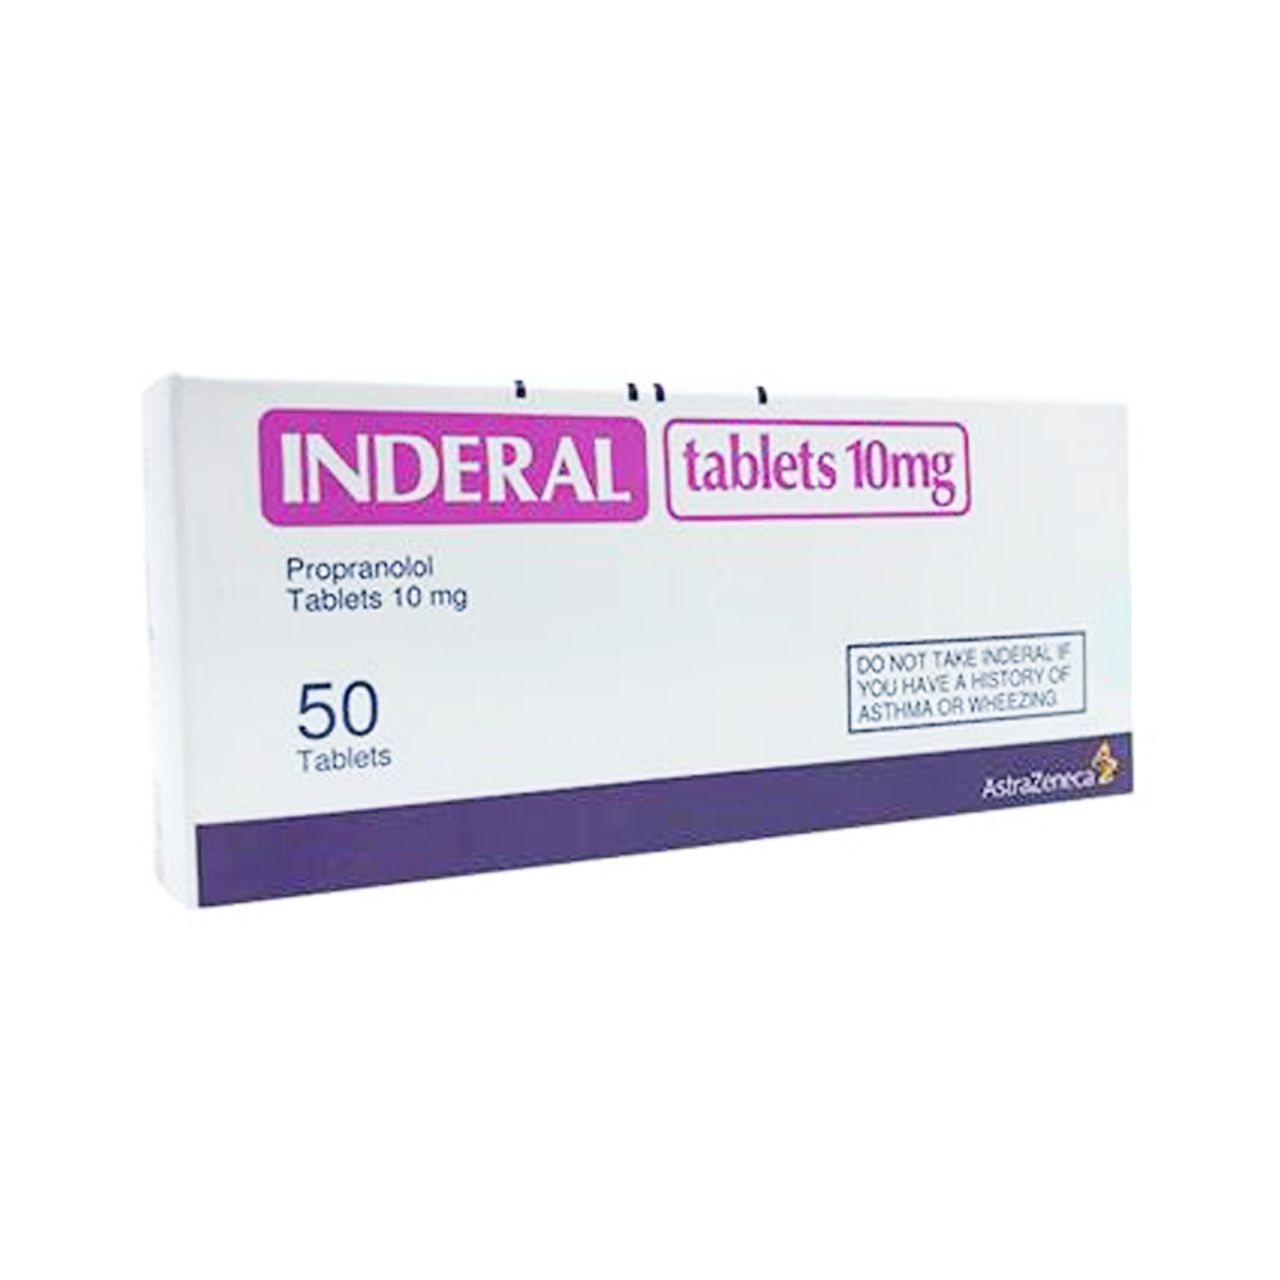 INDERAL tablets 10mg
Propranolol
Tablets 10 mg
50
Tablets
DO NOT TAKE INDERAL IF
YOU HAVE A HISTORY OF
ASTHMA OR WHEEZING
AstraZeneca